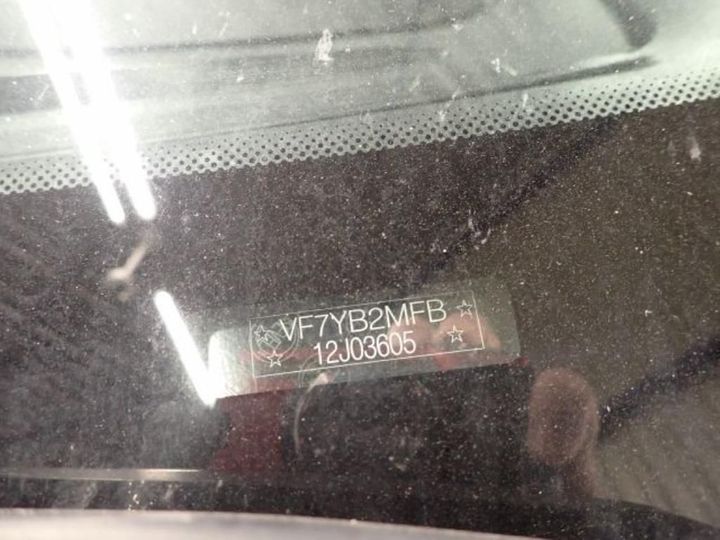 ☆ VF7YB2MFB ☆
☆ 12J03605 ☆